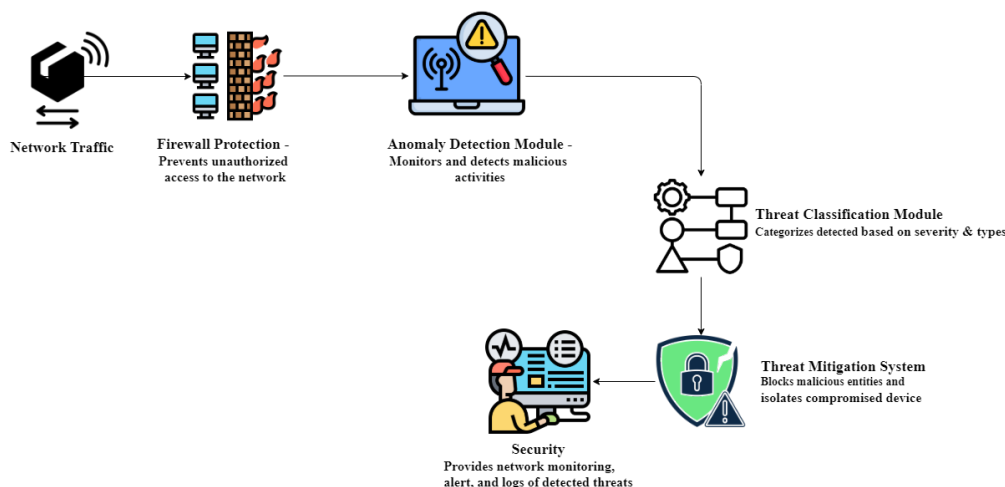 Network Traffic
Firewall Protection -
Prevents unauthorized
access to the network
Anomaly Detection Module -
Monitors and detects malicious
activities
Threat Classification Module
Categorizes detected based on severity & types
Threat Mitigation System
Blocks malicious entities and
isolates compromised device
Security
Provides network monitoring,
alert, and logs of detected threats